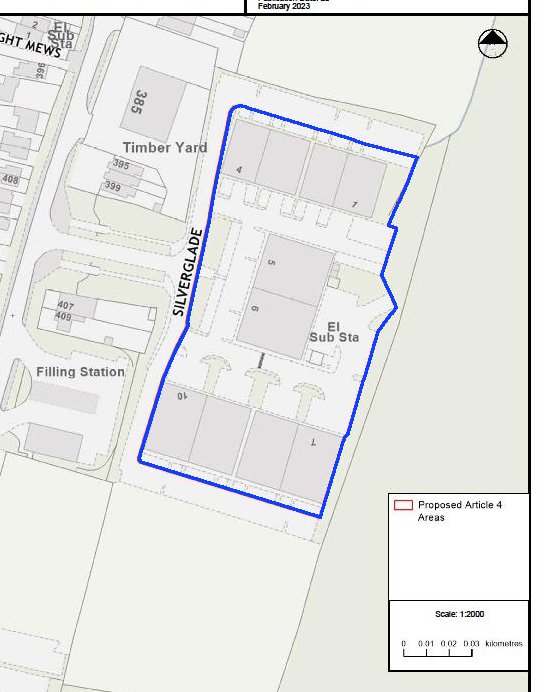 February 2023
2
El
Sub
Sta
GHT MEWS
396
385
Timber Yard
395
399
408
4
1
SILVERGLADE
5
6
407
409
El
Sub Sta
Filling Station
10
7
Proposed Article 4
Areas
Scale: 1:2000
0 0.01 0.02 0.03 kilometres